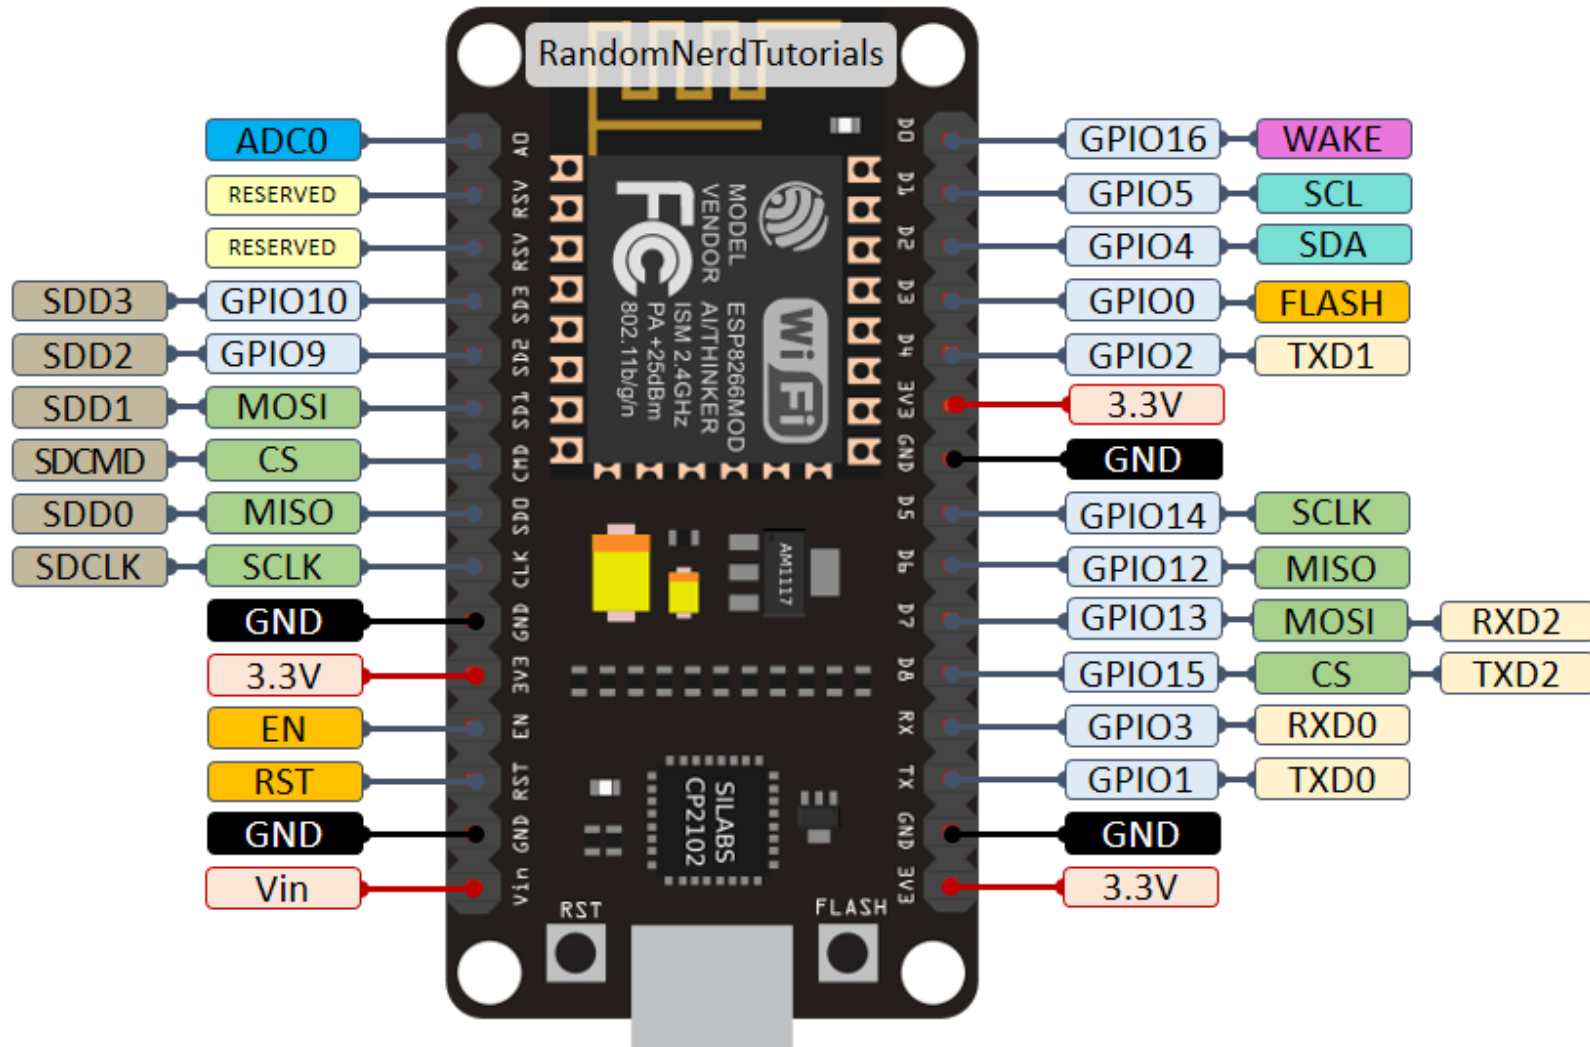 RandomNerdTutorials
ADC0
RESERVED
RESERVED
SDD3 GPIO10
SDD2 GPIO9
SDD1 MOSI
SDCMD CS
SDD0 MISO
SDCLK SCLK
GND
3.3V
EN
RST
GND
Vin
A0
RSV
RSV
SD3
SD2
SD1
CMD
SD0
CLK
GND
3V3
EN
RST
GND
Vin
MODEL ESP8266MOD
VENDOR AI/THINKER
ISM 2.4GHz
PA +25dBm
802.11b/g/n
FC
WiFi
AM1117
SILABS
CP2102
RST
FLASH
D0
D1
D2
D3
D4
3V3
GND
D5
D6
D7
D8
RX
TX
GND
3V3
GPIO16 WAKE
GPIO5 SCL
GPIO4 SDA
GPIO0 FLASH
GPIO2 TXD1
3.3V
GND
GPIO14 SCLK
GPIO12 MISO
GPIO13 MOSI RXD2
GPIO15 CS TXD2
GPIO3 RXD0
GPIO1 TXD0
GND
3.3V